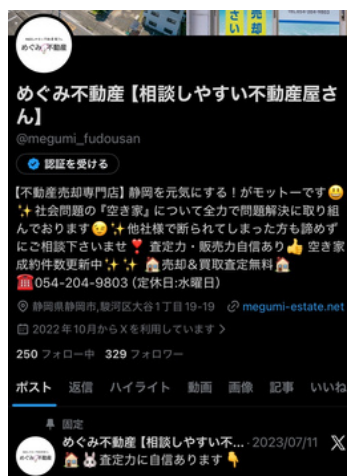 さい
売却
めぐみ不動産
めぐみ不動産【相談しやすい不動産屋さ
ん】
@megumi_fudousan
認証を受ける
【不動産売却専門店】静岡を元気にする！がモットーです😃
✨社会問題の『空き家』について全力で問題解決に取り組
んでおります😉✨他社様で断られてしまった方も諦めず
にご相談下さいませ❣️ 査定力・販売力自信あり👍 空き家
成約件数更新中✨✨ 🏠売却&買取査定無料🏠
☎️054-204-9803 (定休日:水曜日)
静岡県静岡市,駿河区大谷1丁目19-19 megumi-estate.net
2022年10月からXを利用しています
250 フォロー中 329 フォロワー
ポスト 返信 ハイライト 動画 画像 記事 いいね
固定
めぐみ不動産【相談しやすい不... · 2023/07/11
めぐみ不動産
🏠🐰査定力に自信あります👇